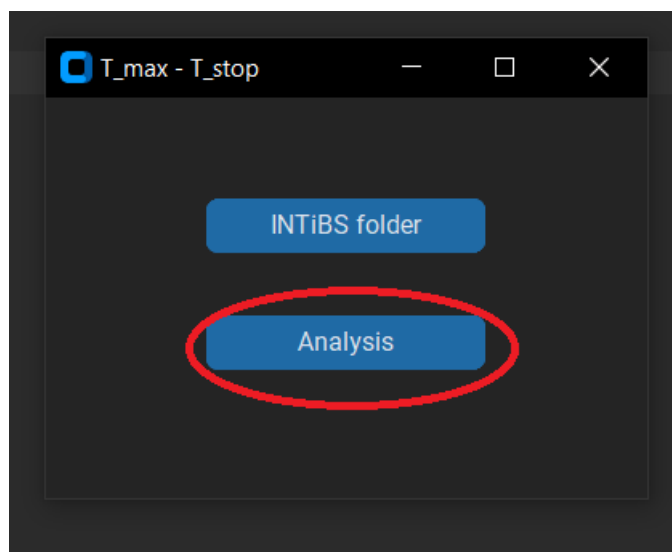 T_max - T_stop
INTiBS folder
Analysis